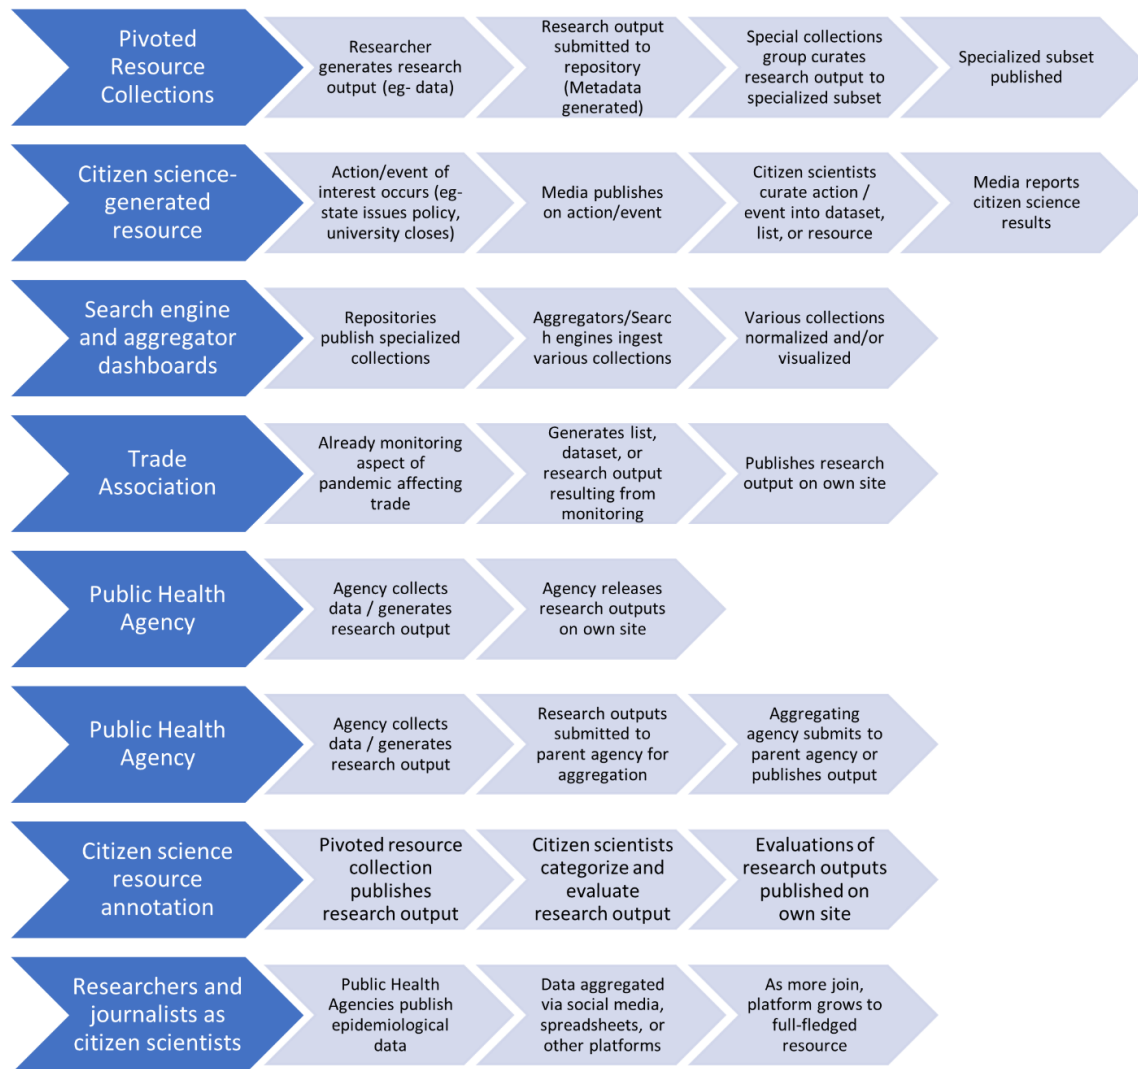 Pivoted
Resource
Collections
Researcher
generates research
output (eg- data)
Research output
submitted to
repository
(Metadata
generated)
Special collections
group curates
research output to
specialized subset
Specialized subset
published
Citizen science-
generated
resource
Action/event of
interest occurs (eg-
state issues policy,
university closes)
Media publishes
on action/event
Citizen scientists
curate action /
event into dataset,
list, or resource
Media reports
citizen science
results
Search engine
and aggregator
dashboards
Repositories
publish specialized
collections
Aggregators/Searc
h engines ingest
various collections
Various collections
normalized and/or
visualized
Trade
Association
Already monitoring
aspect of
pandemic affecting
trade
Generates list,
dataset, or
research output
resulting from
monitoring
Publishes research
output on own site
Public Health
Agency
Agency collects
data / generates
research output
Agency releases
research outputs
on own site
Public Health
Agency
Agency collects
data / generates
research output
Research outputs
submitted to
parent agency for
aggregation
Aggregating
agency submits to
parent agency or
publishes output
Citizen science
resource
annotation
Pivoted resource
collection
publishes
research output
Citizen scientists
categorize and
evaluate
research output
Evaluations of
research outputs
published on
own site
Researchers and
journalists as
citizen scientists
Public Health
Agencies publish
epidemiological
data
Data aggregated
via social media,
spreadsheets, or
other platforms
As more join,
platform grows to
full-fledged
resource